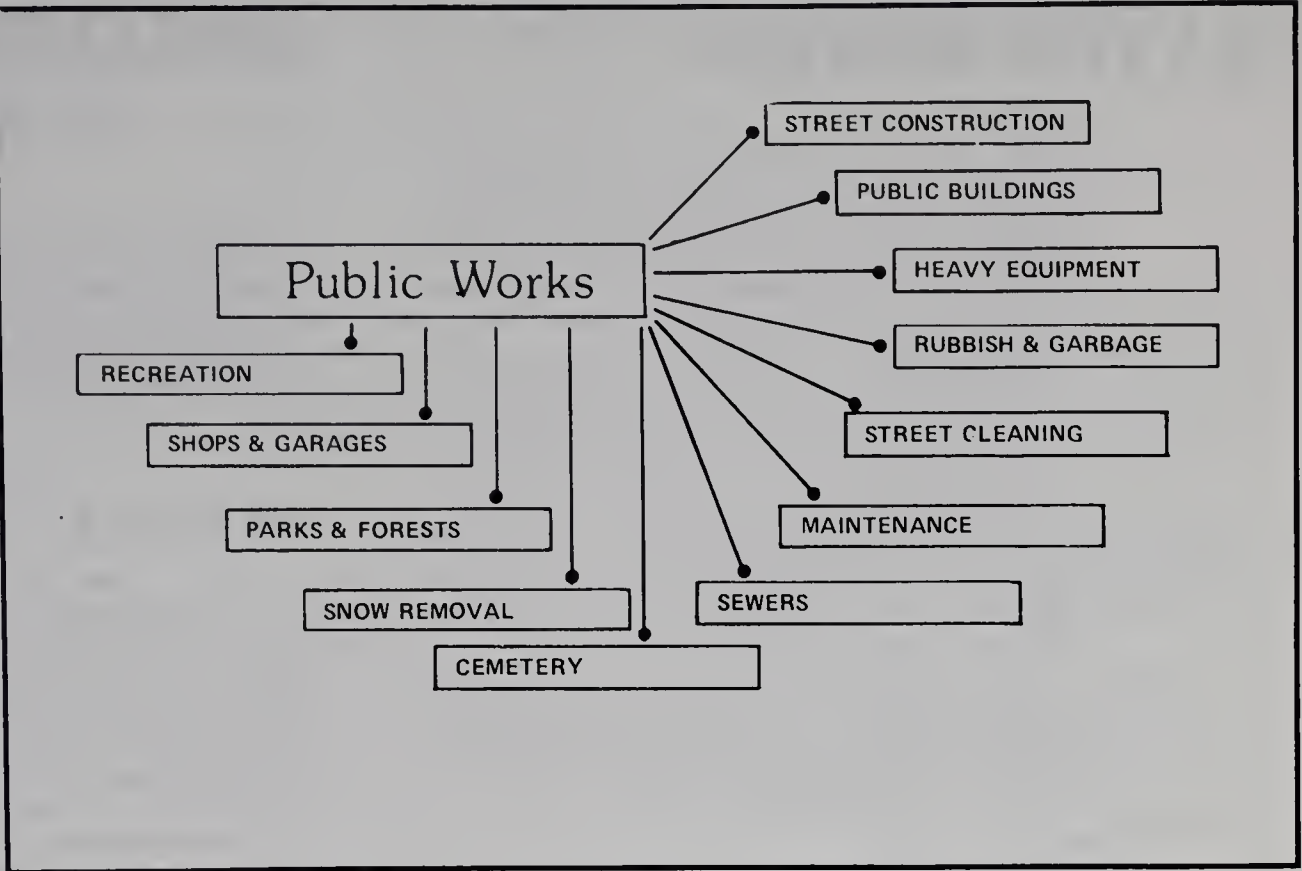 STREET CONSTRUCTION
PUBLIC BUILDINGS
Public Works
HEAVY EQUIPMENT
RUBBISH & GARBAGE
RECREATION
STREET CLEANING
SHOPS & GARAGES
MAINTENANCE
PARKS & FORESTS
SEWERS
SNOW REMOVAL
CEMETERY